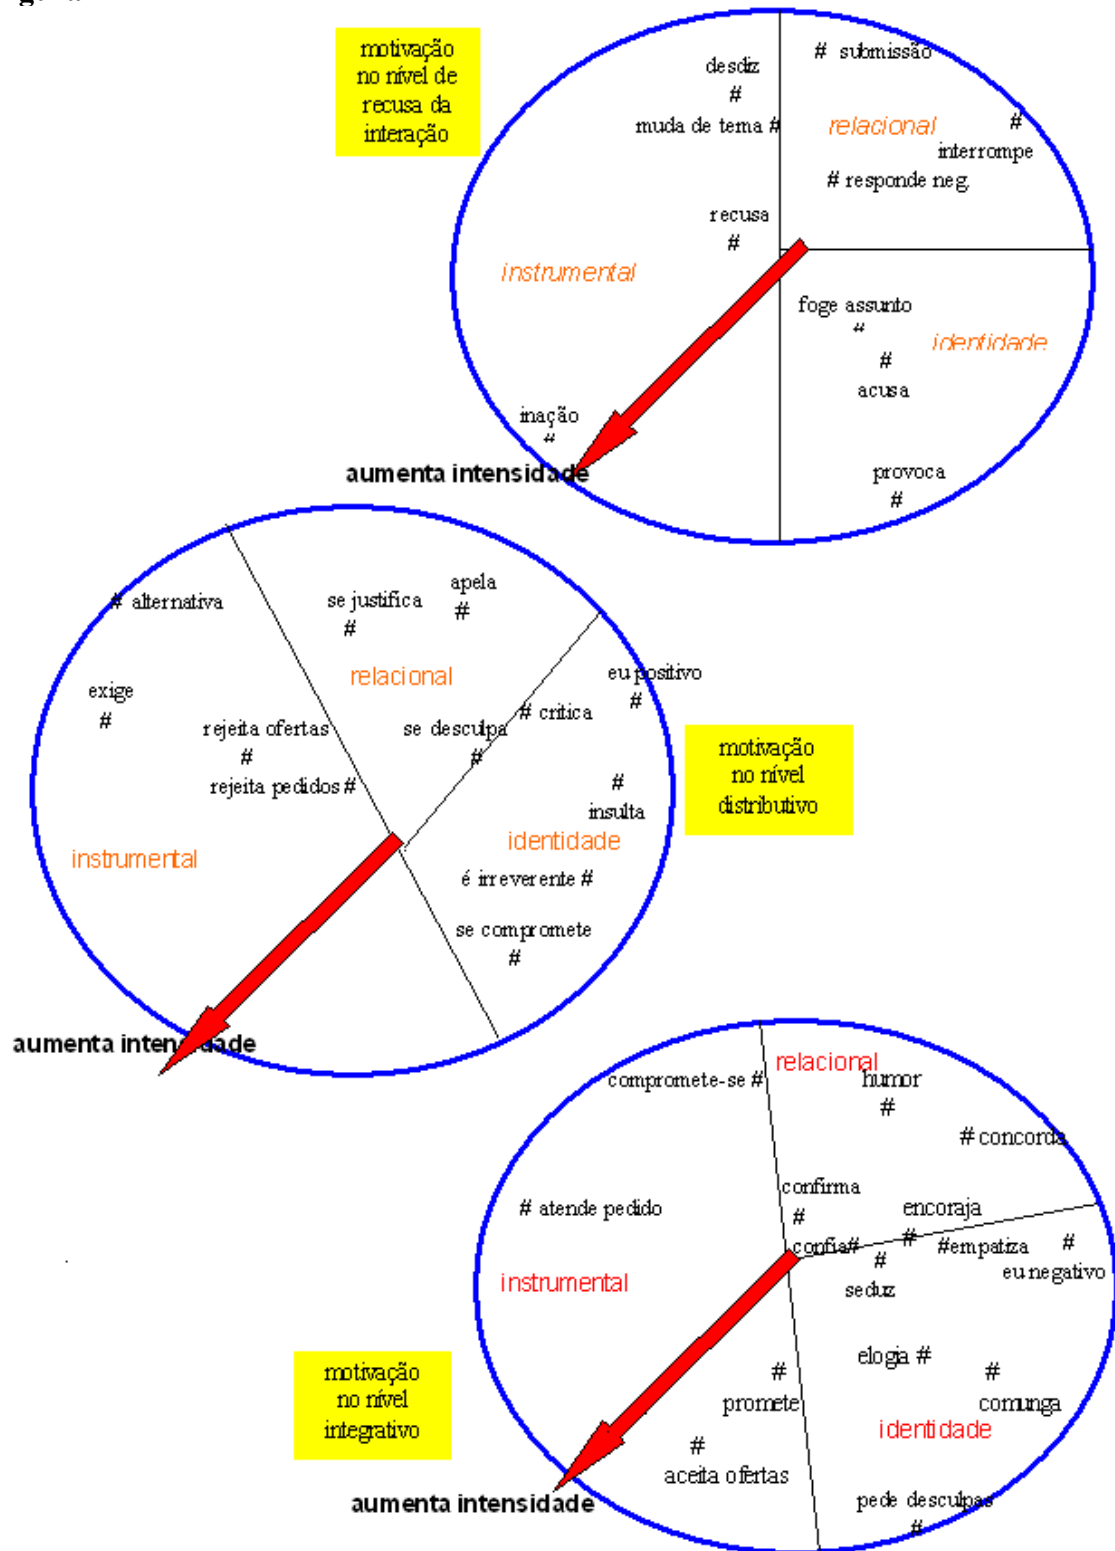 motivação
no nível de
recusa da
interação
# submissão
desdiz
#
muda de tema #
relacional
#
interrompe
# responde neg.
recusa
#
instrumental
foge assunto
#
identidade
#
acusa
inação
#
aumenta intensidade
provoca
#
# alternativa
se justifica
#
apela
#
relacional
exige
#
eu positivo
#
# critica
rejeita ofertas
#
se desculpa
#
rejeita pedidos #
motivação
no nível
distributivo
#
insulta
identidade
instrumental
é irreverente #
se compromete
#
aumenta intensidade
relacional
compromete-se #
humor
#
# concorda
confirma
#
# atende pedido
encoraja
#
confia#
#empatiza
#
eu negativo
#
seduz
instrumental
elogia #
#
comunga
#
promete
motivação
no nível
integrativo
identidade
#
aceita ofertas
aumenta intensidade
pede desculpas
#